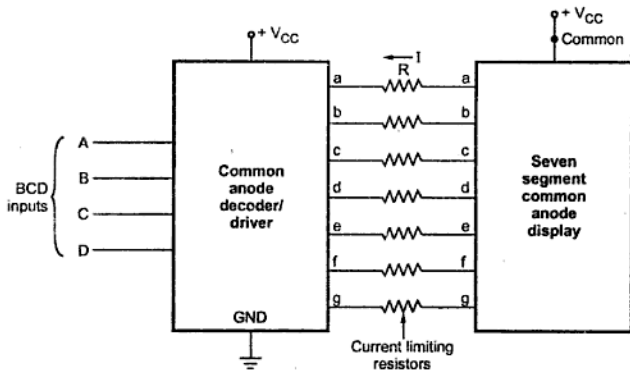 + VCC
+ VCC
Common
I
R
a
a
b
b
c
c
d
d
e
e
f
f
g
g
BCD
inputs
A
B
C
D
Common
anode
decoder/
driver
GND
Seven
segment
common
anode
display
Current limiting
resistors